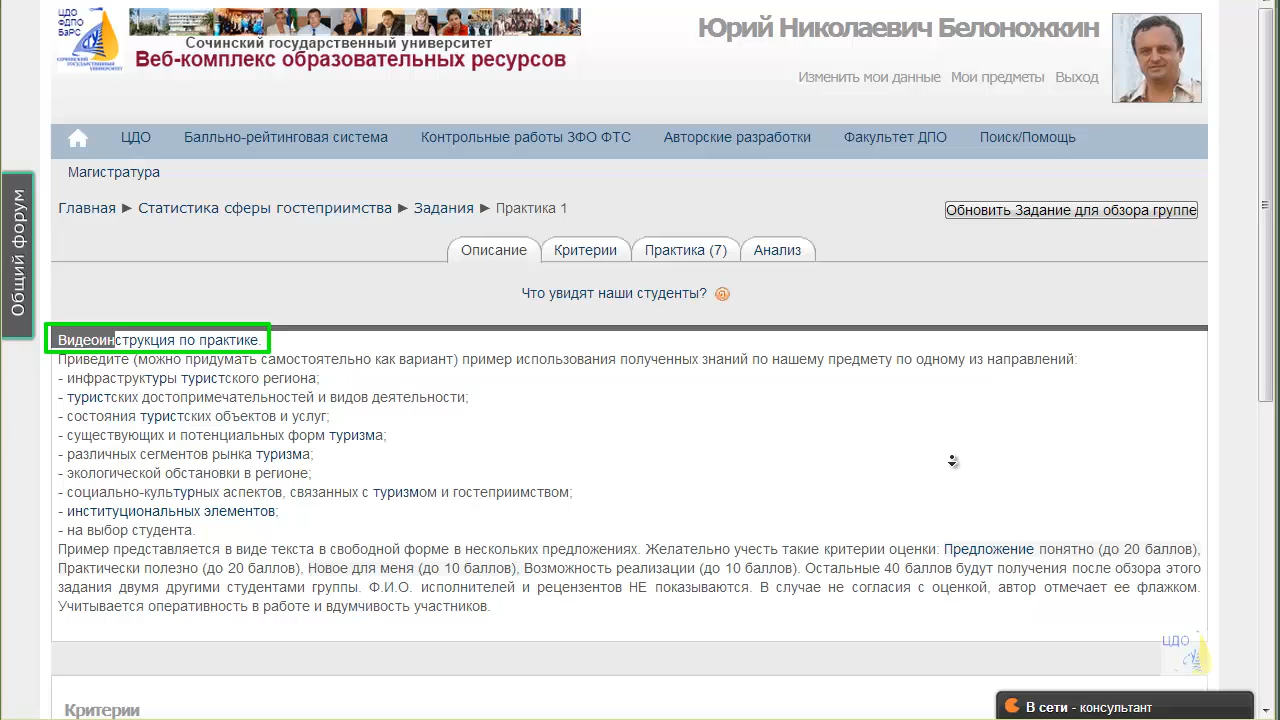 ЦДО
ФДПО
БаРС
СОЧИНСКИЙ
ГОСУДАРСТВЕННЫЙ
УНИВЕРСИТЕТ
Сочинский государственный университет
Веб-комплекс образовательных ресурсов
Юрий Николаевич Белоножкин
Изменить мои данные Мои предметы Выход
ЦДО Балльно-рейтинговая система Контрольные работы ЗФО ФТС Авторские разработки Факультет ДПО Поиск/Помощь
Магистратура
Общий форум
Главная ► Статистика сферы гостеприимства ► Задания ► Практика 1
Обновить Задание для обзора группе
Описание Критерии Практика (7) Анализ
Что увидят наши студенты?
Видеоинструкция по практике.
Приведите (можно придумать самостоятельно как вариант) пример использования полученных знаний по нашему предмету по одному из направлений:
- инфраструктуры туристского региона;
- туристских достопримечательностей и видов деятельности;
- состояния туристских объектов и услуг;
- существующих и потенциальных форм туризма;
- различных сегментов рынка туризма;
- экологической обстановки в регионе;
- социально-культурных аспектов, связанных с туризмом и гостеприимством;
- институциональных элементов;
- на выбор студента.
Пример представляется в виде текста в свободной форме в нескольких предложениях. Желательно учесть такие критерии оценки: Предложение понятно (до 20 баллов),
Практически полезно (до 20 баллов), Новое для меня (до 10 баллов), Возможность реализации (до 10 баллов). Остальные 40 баллов будут получения после обзора этого
задания двумя другими студентами группы. Ф.И.О. исполнителей и рецензентов НЕ показываются. В случае не согласия с оценкой, автор отмечает ее флажком.
Учитывается оперативность в работе и вдумчивость участников.
ЦДО
Критерии
В сети - консультант